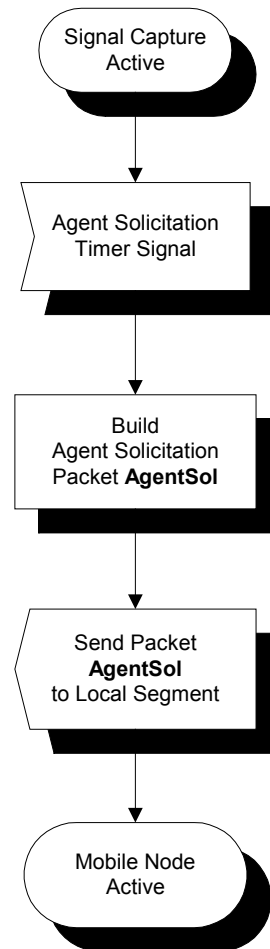 Signal Capture
Active
Agent Solicitation
Timer Signal
Build
Agent Solicitation
Packet AgentSol
Send Packet
AgentSol
to Local Segment
Mobile Node
Active